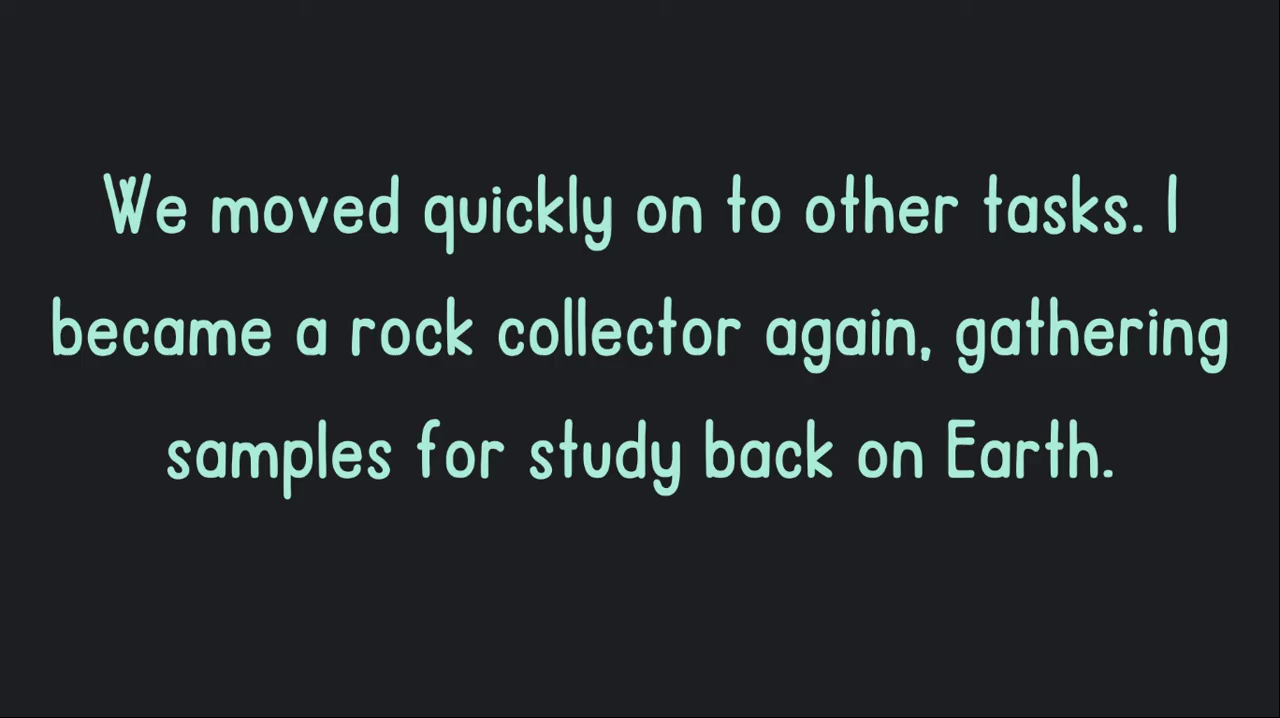 We moved quickly on to other tasks. I
became a rock collector again, gathering
samples for study back on Earth.